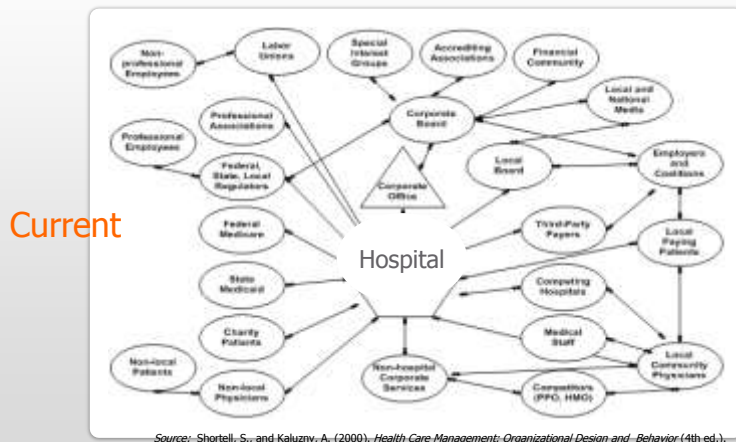 Non-
professional
Employees
Labor
Unions
Special
Interest
Groups
Accrediting
Associations
Financial
Community
Local and
National
Media
Professional
Associations
Corporate
Board
Professional
Employees
Federal,
State, Local
Regulators
Corporate
Office
Local
Board
Employers
and
Coalitions
Current
Federal
Medicare
Hospital
Third-Party
Payers
Local
Paying
Patients
State
Medicaid
Competing
Hospitals
Charity
Patients
Medical
Staff
Non-local
Patients
Non-local
Physicians
Non-hospital
Corporate
Services
Competitors
(PPO, HMO)
Local
Community
Physicians
Source: Shortell, S., and Kaluzny, A. (2000). Health Care Management: Organizational Design and Behavior (4th ed.).